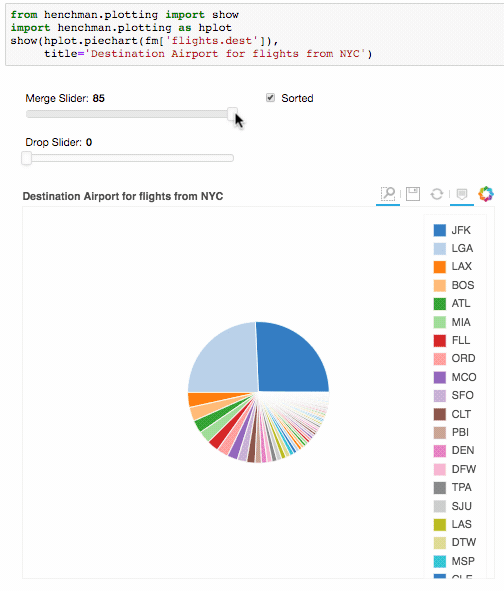 from henchman.plotting import show
import henchman.plotting as hplot
show(hplot.piechart(fm['flights.dest']),
     title='Destination Airport for flights from NYC')
Merge Slider: 85
Sorted
Drop Slider: 0
Destination Airport for flights from NYC
JFK
LGA
LAX
BOS
ATL
MIA
FLL
ORD
MCO
SFO
CLT
PBI
DEN
DFW
TPA
SJU
LAS
DTW
MSP
CLE